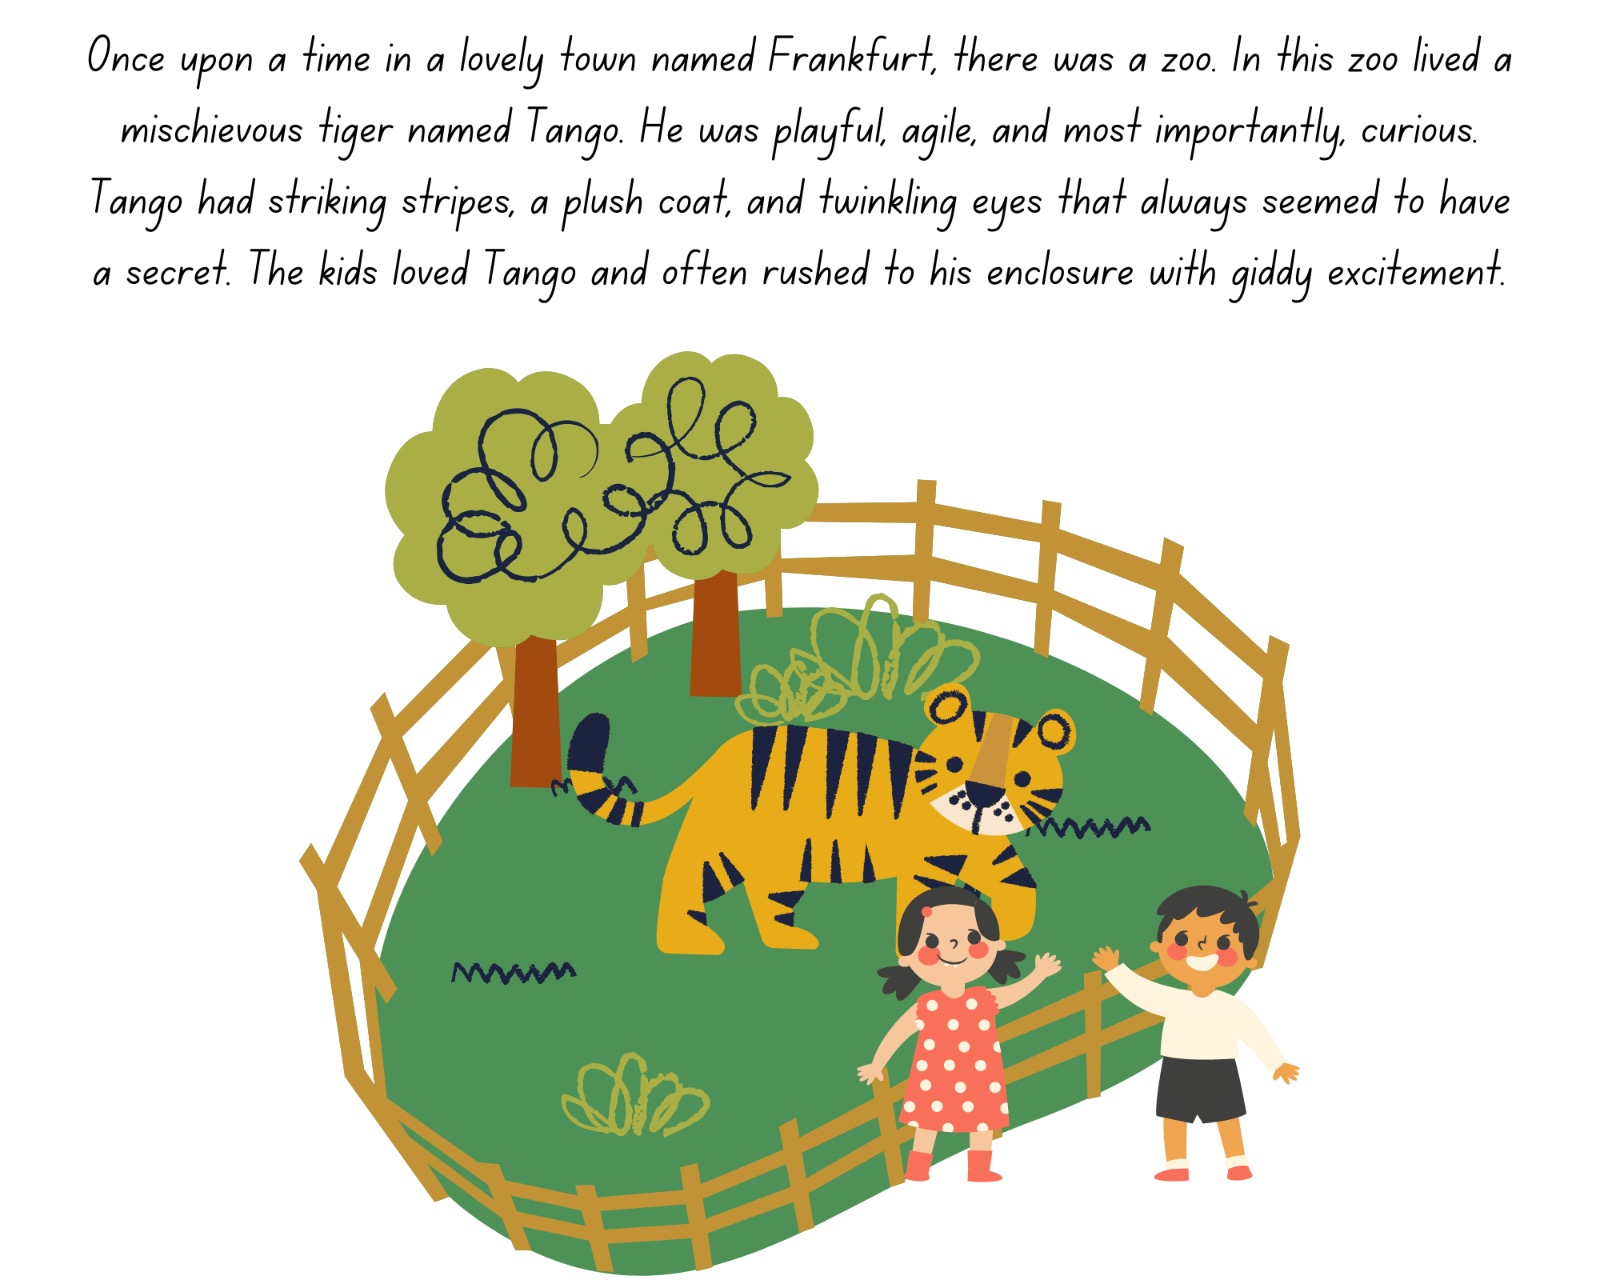 Once upon a time in a lovely town named Frankfurt, there was a zoo. In this zoo lived a
mischievous tiger named Tango. He was playful, agile, and most importantly, curious.
Tango had striking stripes, a plush coat, and twinkling eyes that always seemed to have
a secret. The kids loved Tango and often rushed to his enclosure with giddy excitement.